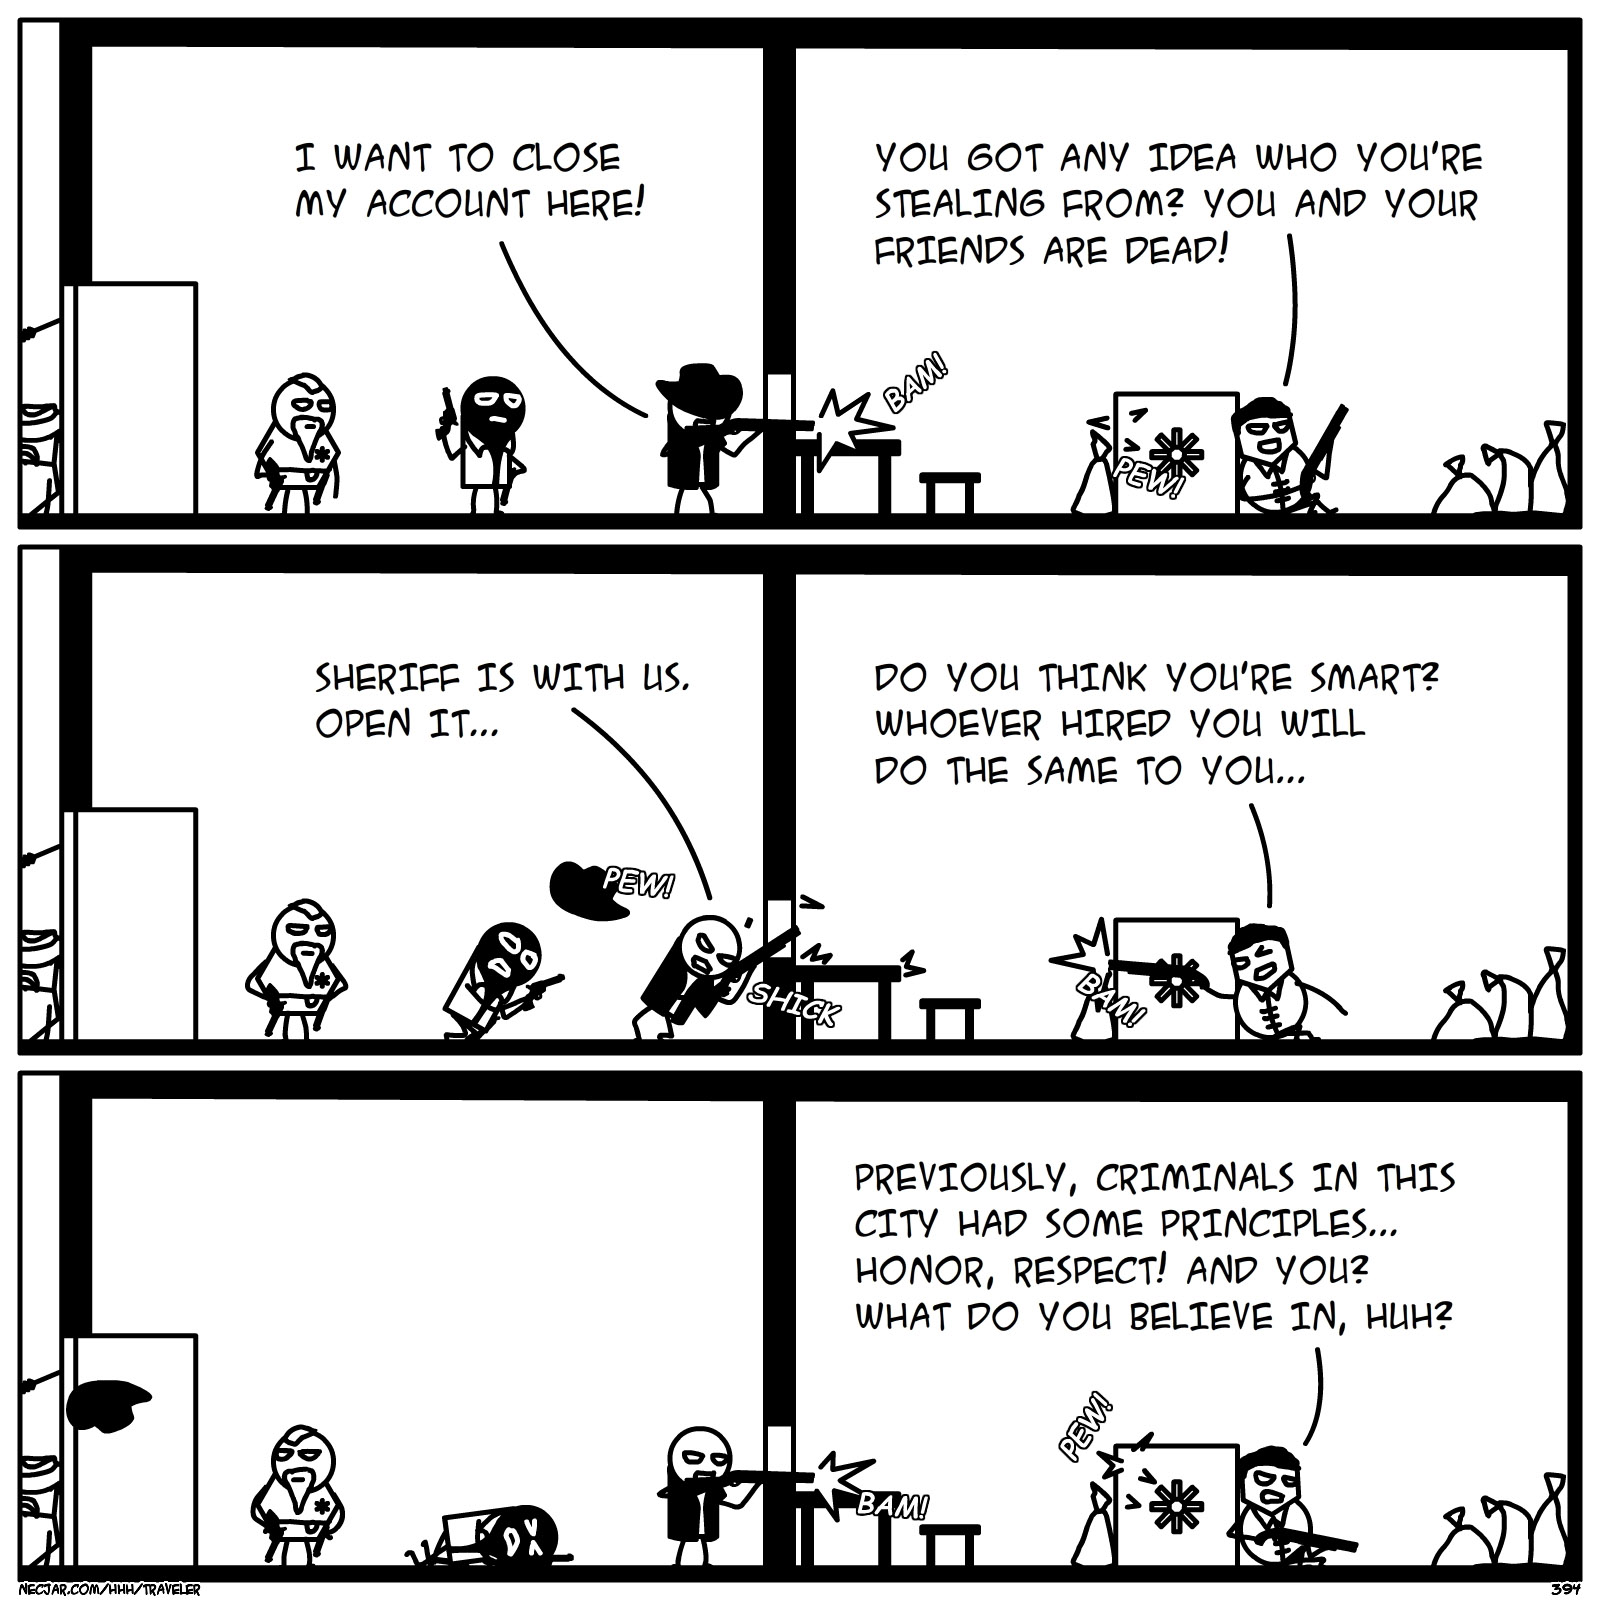 I WANT TO CLOSE
MY ACCOUNT HERE!
YOU GOT ANY IDEA WHO YOU'RE
STEALING FROM? YOU AND YOUR
FRIENDS ARE DEAD!
BAM!
PEW!
SHERIFF IS WITH US.
OPEN IT...
DO YOU THINK YOU'RE SMART?
WHOEVER HIRED YOU WILL
DO THE SAME TO YOU...
PEW!
SHICK
BAM!
PREVIOUSLY, CRIMINALS IN THIS
CITY HAD SOME PRINCIPLES...
HONOR, RESPECT! AND YOU?
WHAT DO YOU BELIEVE IN, HUH?
PEW!
BAM!
NECJAR.COM/HHH/TRAVELER
394